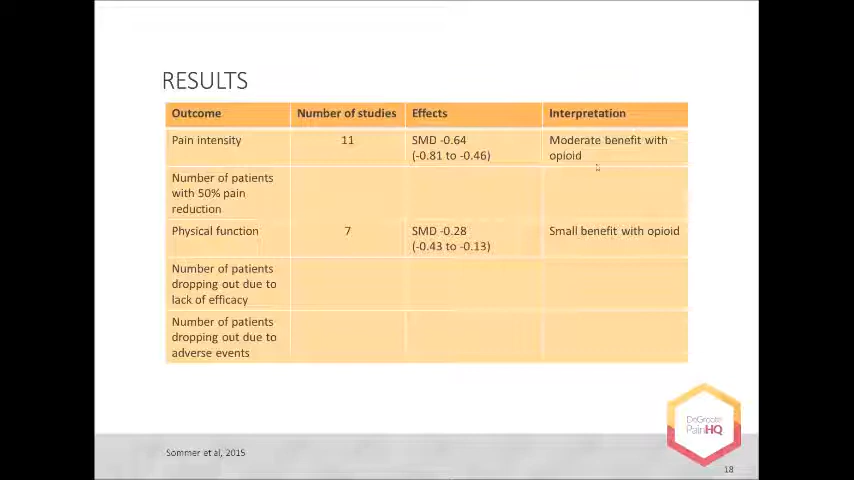 RESULTS
Outcome Number of studies Effects Interpretation
Pain intensity 11 SMD -0.64 Moderate benefit with
(-0.81 to -0.46) opioid
Number of patients
with 50% pain
reduction
Physical function 7 SMD -0.28 Small benefit with opioid
(-0.43 to -0.13)
Number of patients
dropping out due to
lack of efficacy
Number of patients
dropping out due to
adverse events
DeGroote
PainHQ
Sommer et al, 2015
18